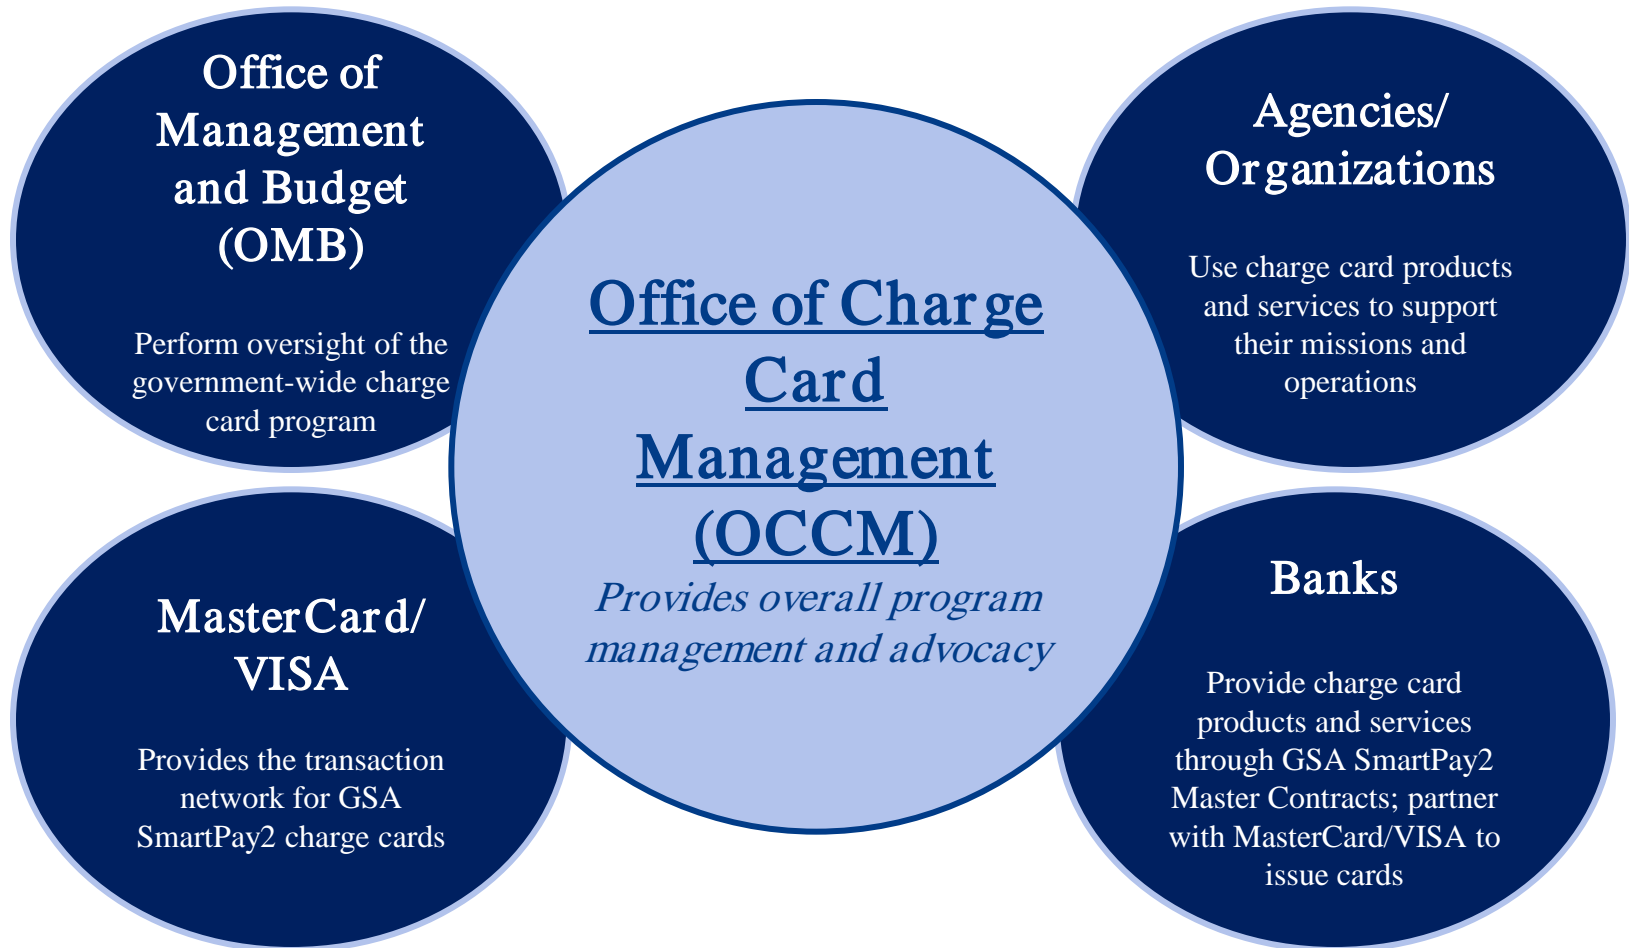 Office of
Management
and Budget
(OMB)
Perform oversight of the
government-wide charge
card program
Agencies/
Organizations
Use charge card products
and services to support
their missions and
operations
Office of Charge
Card
Management
(OCCM)
Provides overall program
management and advocacy
MasterCard/
VISA
Provides the transaction
network for GSA
SmartPay2 charge cards
Banks
Provide charge card
products and services
through GSA SmartPay2
Master Contracts; partner
with MasterCard/VISA to
issue cards